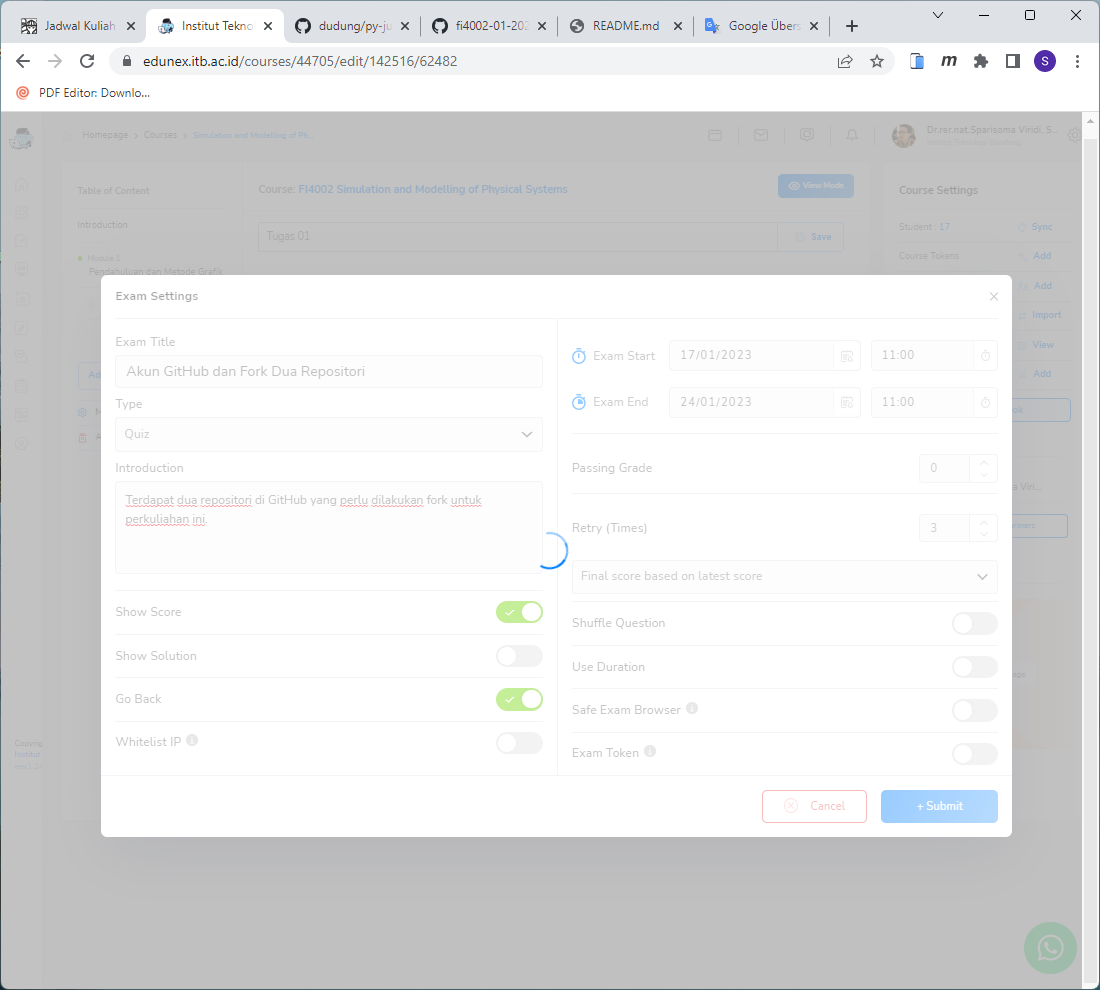 Jadwal Kuliah
Institut Tekno
dudung/py-ju
fi4002-01-202
README.md
Google Übers
edunex.itb.ac.id/courses/44705/edit/142516/62482
m
S
PDF Editor: Downlo...
Homepage > Courses > Simulation and Modelling of Ph...
Dr.rer.nat.Sparisoma Viridi, S...
Table of Content
Course: FI4002 Simulation and Modelling of Physical Systems
View Mode
Course Settings
Introduction
Student : 17
Sync
Tugas 01
Save
Course Tokens
Add
Module 1
Pendahuluan dan Metode Grafik
Add
Import
View
Add
Exam Settings
Exam Title
Akun GitHub dan Fork Dua Repositori
Type
Quiz
Introduction
Terdapat dua repositori di GitHub yang perlu dilakukan fork untuk
perkuliahan ini.
Show Score
Show Solution
Go Back
Whitelist IP
Exam Start
17/01/2023
11:00
Exam End
24/01/2023
11:00
Passing Grade
0
Retry (Times)
3
Final score based on latest score
Shuffle Question
Use Duration
Safe Exam Browser
Exam Token
Cancel
+ Submit